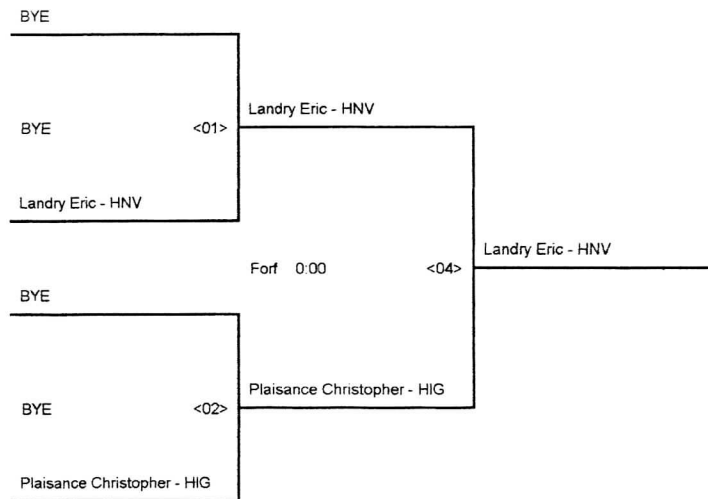 BYE
BYE <01>
Landry Eric - HNV
Landry Eric - HNV
Forf 0:00 <04>
Landry Eric - HNV
BYE
BYE <02>
Plaisance Christopher - HIG
Plaisance Christopher - HIG